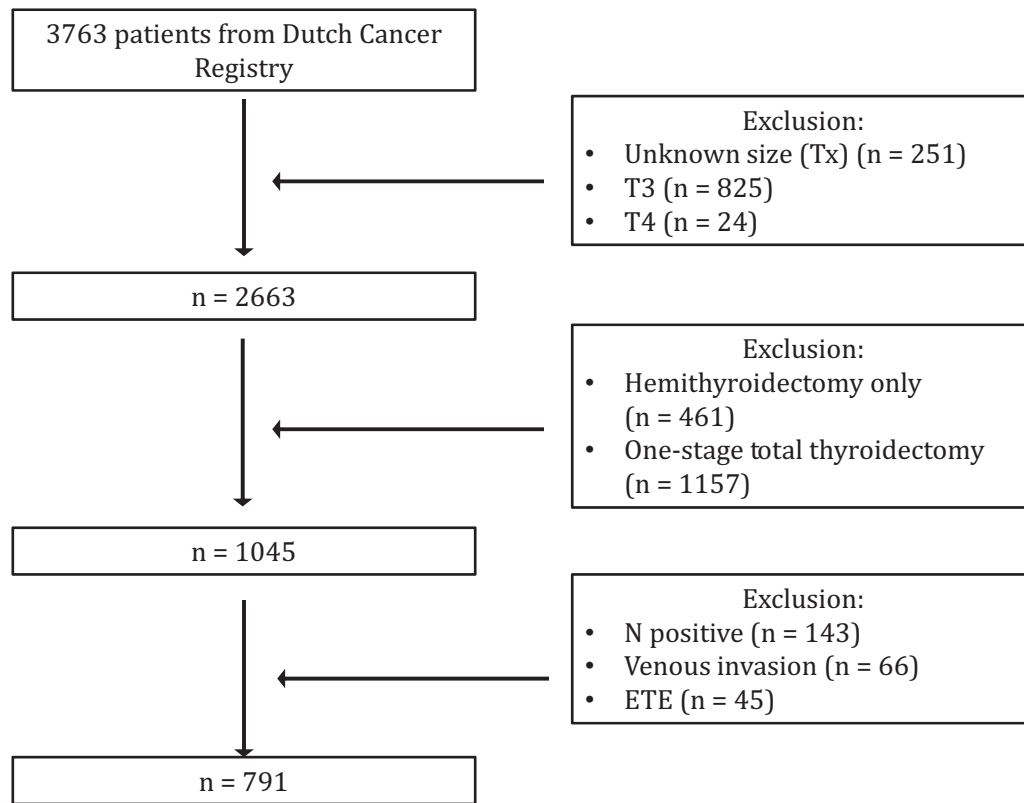 3763 patients from Dutch Cancer
Registry
Exclusion:
• Unknown size (Tx) (n = 251)
• T3 (n = 825)
• T4 (n = 24)
n = 2663
Exclusion:
• Hemithyroidectomy only
(n = 461)
• One-stage total thyroidectomy
(n = 1157)
n = 1045
Exclusion:
• N positive (n = 143)
• Venous invasion (n = 66)
• ETE (n = 45)
n = 791